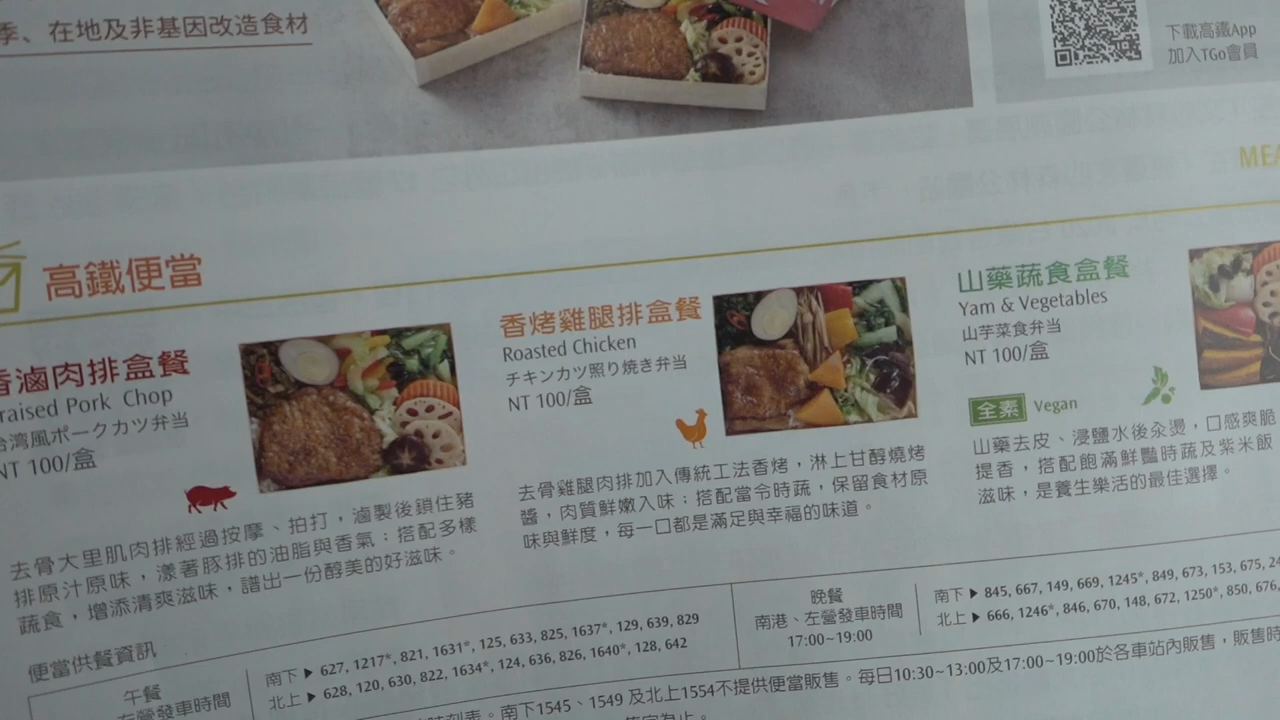 季、在地及非基因改造食材
下載高鐵App
加入TGo會員
高鐵便當
滷肉排盒餐
raised Pork Chop
台湾風ポークカツ弁当
NT 100/盒
去骨大里肌肉排經過按摩、拍打，滷製後鎖住豬
排原汁原味，漾著豚排的油脂與香氣；搭配多樣
蔬食，增添清爽滋味，譜出一份醇美的好滋味。
香烤雞腿排盒餐
Roasted Chicken
チキンカツ照り焼き弁当
NT 100/盒
去骨雞腿肉排加入傳統工法香烤，淋上甘醇燒烤
醬，肉質鮮嫩入味；搭配當令時蔬，保留食材原
味與鮮度，每一口都是滿足與幸福的味道。
山藥蔬食盒餐
Yam & Vegetables
山芋菜食弁当
NT 100/盒
全素 Vegan
山藥去皮、浸鹽水後汆燙，口感爽脆
提香，搭配飽滿鮮豔時蔬及紫米飯
滋味，是養生樂活的最佳選擇。
便當供餐資訊
午餐
左營發車時間
南下 ▶ 627, 1217*, 821, 1631*, 125, 633, 825, 1637*, 129, 639, 829
北上 ▶ 628, 120, 630, 822, 1634*, 124, 636, 826, 1640*, 128, 642
晚餐
南港、左營發車時間
17:00~19:00
南下 ▶ 845, 667, 149, 669, 1245*, 849, 673, 153, 675,
北上 ▶ 666, 1246*, 846, 670, 148, 672, 1250*, 850, 676,
時刻表。南下1545、1549 及北上1554不提供便當販售。每日10:30~13:00及17:00~19:00於各車站內販售，販售時